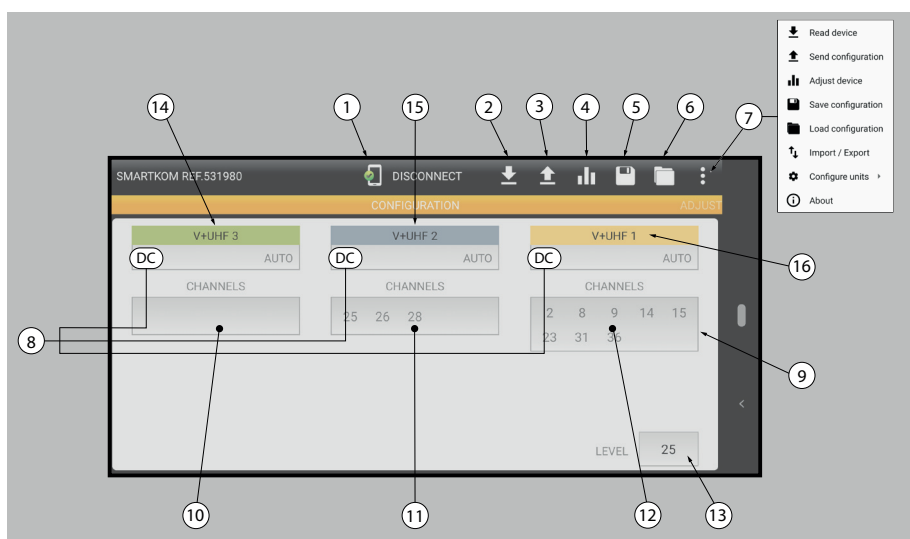 Read device
Send configuration
Adjust device
Save configuration
Load configuration
Import / Export
Configure units
About
14
1
15
2
3
4
5
6
7
SMARTKOM REF.531980
DISCONNECT
CONFIGURATION
ADJUST
V+UHF 3
V+UHF 2
V+UHF 1
DC
AUTO
DC
AUTO
DC
AUTO
16
CHANNELS
CHANNELS
CHANNELS
25 26 28
2 8 9 14 15
23 31 36
8
9
LEVEL 25
10
11
12
13